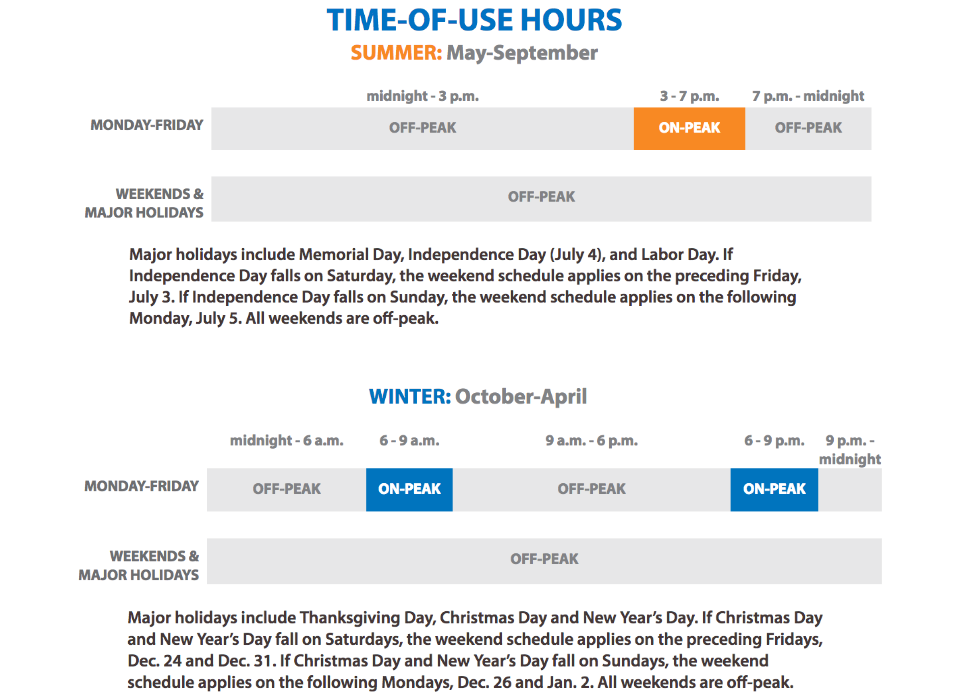 TIME-OF-USE HOURS
SUMMER: May-September
midnight - 3 p.m. 3 - 7 p.m. 7 p.m. - midnight
MONDAY-FRIDAY OFF-PEAK ON-PEAK OFF-PEAK
WEEKENDS &
MAJOR HOLIDAYS
OFF-PEAK
Major holidays include Memorial Day, Independence Day (July 4), and Labor Day. If
Independence Day falls on Saturday, the weekend schedule applies on the preceding Friday,
July 3. If Independence Day falls on Sunday, the weekend schedule applies on the following
Monday, July 5. All weekends are off-peak.
WINTER: October-April
midnight - 6 a.m. 6 - 9 a.m. 9 a.m. - 6 p.m. 6 - 9 p.m. 9 p.m. -
midnight
MONDAY-FRIDAY OFF-PEAK ON-PEAK OFF-PEAK ON-PEAK
WEEKENDS &
MAJOR HOLIDAYS
OFF-PEAK
Major holidays include Thanksgiving Day, Christmas Day and New Year's Day. If Christmas Day
and New Year's Day fall on Saturdays, the weekend schedule applies on the preceding Fridays,
Dec. 24 and Dec. 31. If Christmas Day and New Year's Day fall on Sundays, the weekend
schedule applies on the following Mondays, Dec. 26 and Jan. 2. All weekends are off-peak.